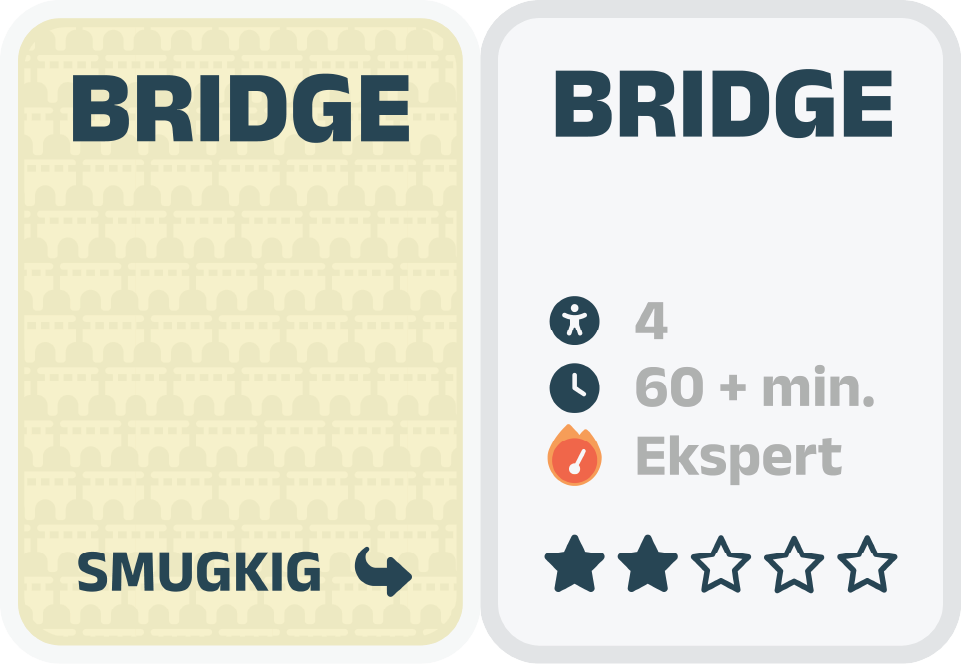 BRIDGE
SMUGKIG
BRIDGE
4
60 + min.
Ekspert